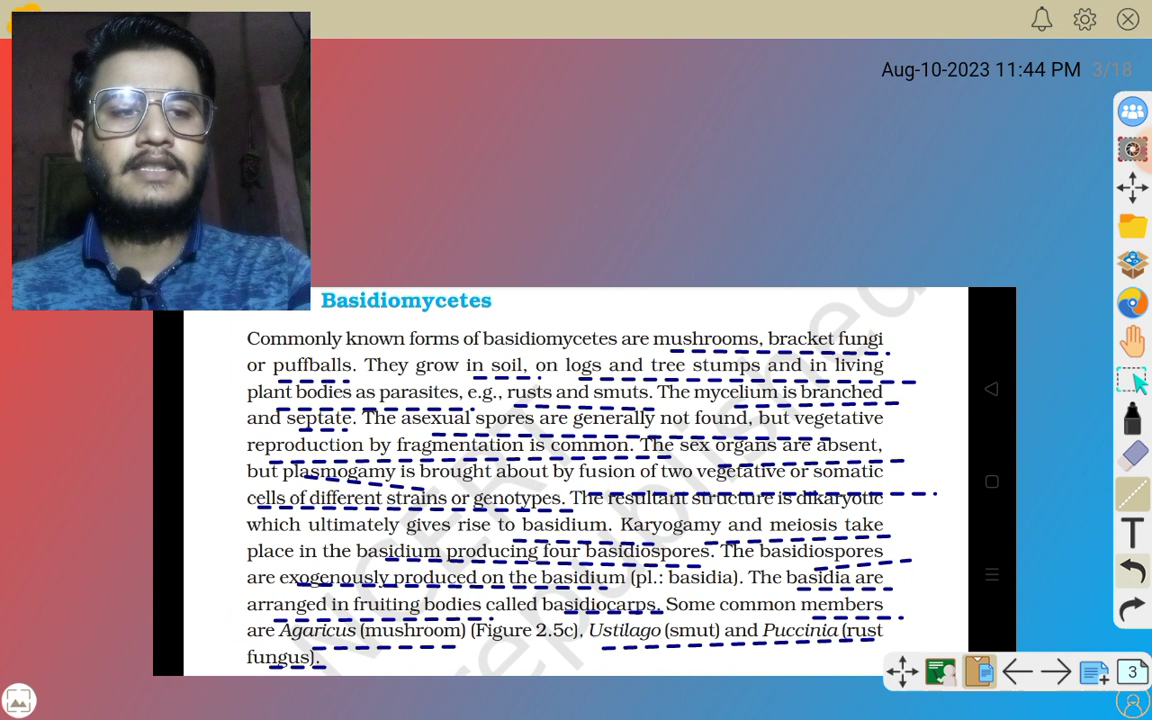 Aug-10-2023 11:44 PM 3/18
Basidiomycetes
Commonly known forms of basidiomycetes are mushrooms, bracket fungi
or puffballs. They grow in soil, on logs and tree stumps and in living
plant bodies as parasites, e.g., rusts and smuts. The mycelium is branched
and septate. The asexual spores are generally not found, but vegetative
reproduction by fragmentation is common. The sex organs are absent,
but plasmogamy is brought about by fusion of two vegetative or somatic
cells of different strains or genotypes. The resultant structure is dikaryotic
which ultimately gives rise to basidium. Karyogamy and meiosis take
place in the basidium producing four basidiospores. The basidiospores
are exogenously produced on the basidium (pl.: basidia). The basidia are
arranged in fruiting bodies called basidiocarps. Some common members
are Agaricus (mushroom) (Figure 2.5c), Ustilago (smut) and Puccinia (rust
fungus).
T
3